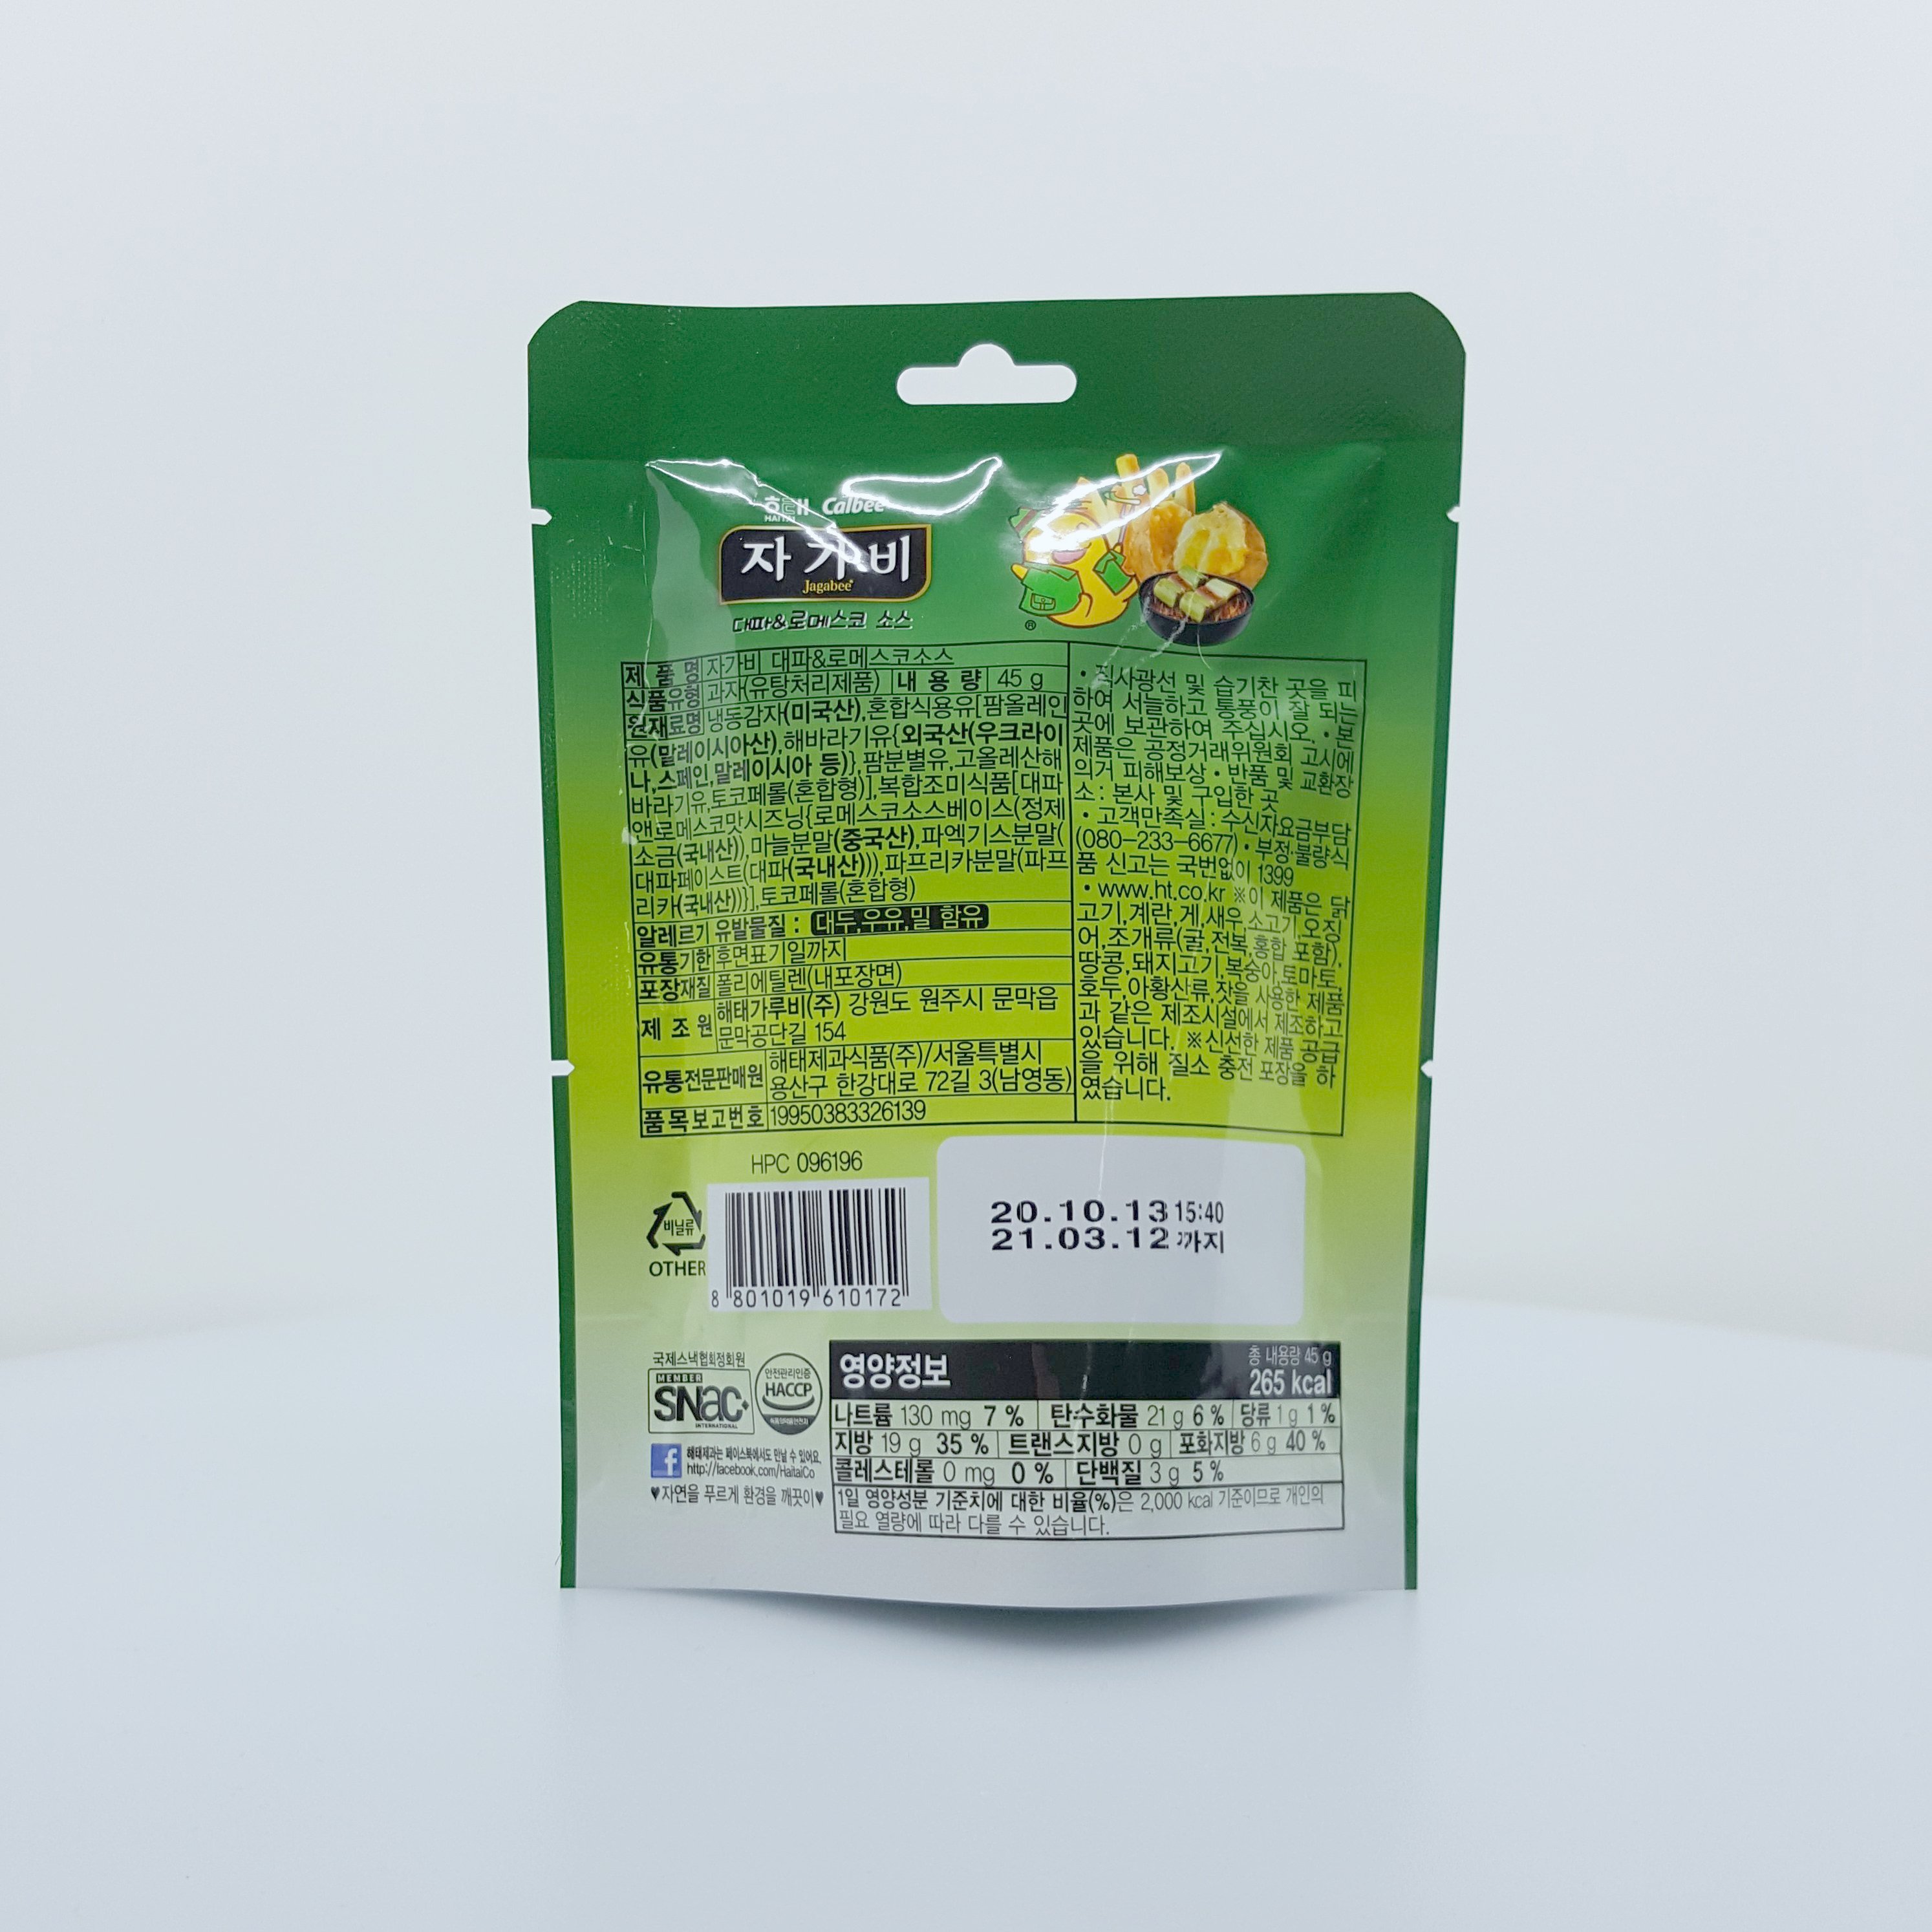 해태 Calbee
HAITAI
자가비
Jagabee
대파&로메스코 소스
제 품 명 자가비 대파&로메스코소스
식품유형 과자(유탕처리제품) 내 용 량 45 g
원재료명 냉동감자(미국산),혼합식용유[팜올레인
유(말레이시아산),해바라기유{외국산(우크라이
나,스페인,말레이시아 등)},팜분별유,고올레산해
바라기유,토코페롤(혼합형)],복합조미식품[대파
앤로메스코맛시즈닝{로메스코소스베이스(정제
소금(국내산)),마늘분말(중국산),파엑기스분말(
대파페이스트(대파(국내산))),파프리카분말(파프
리카(국내산))}],토코페롤(혼합형)
알레르기 유발물질 : 대두,우유,밀 함유
유통기한 후면표기일까지
포장재질 폴리에틸렌(내포장면)
제 조 원 해태가루비(주) 강원도 원주시 문막읍
문막공단길 154
유통전문판매원 해태제과식품(주)/서울특별시
용산구 한강대로 72길 3(남영동)
품목보고번호 19950383326139
• 직사광선 및 습기찬 곳을 피
하여 서늘하고 통풍이 잘 되는
곳에 보관하여 주십시오. • 본
제품은 공정거래위원회 고시에
의거 피해보상 • 반품 및 교환장
소 : 본사 및 구입한 곳
• 고객만족실 : 수신자요금부담
(080-233-6677) • 부정·불량식
품 신고는 국번없이 1399
• www.ht.co.kr ※이 제품은 닭
고기,계란,게,새우,소고기,오징
어,조개류(굴,전복,홍합 포함),
땅콩,돼지고기,복숭아,토마토,
호두,아황산류,잣을 사용한 제품
과 같은 제조시설에서 제조하고
있습니다. ※신선한 제품 공급
을 위해 질소 충전 포장을 하
였습니다.
HPC 096196
비닐류
OTHER
8 801019 610172
20.10.13 15:40
21.03.12 까지
국제스낵협회정회원
MEMBER
SNAC
INTERNATIONAL
안전관리인증
HACCP
해태제과는 페이스북에서도 만날 수 있어요.
http://facebook.com/HaitaiCo
♥자연을 푸르게 환경을 깨끗이♥
영양정보
총 내용량 45 g
265 kcal
나트륨 130 mg 7 % 탄수화물 21 g 6 % 당류 1 g 1 %
지방 19 g 35 % 트랜스지방 0 g 포화지방 6 g 40 %
콜레스테롤 0 mg 0 % 단백질 3 g 5 %
1일 영양성분 기준치에 대한 비율(%)은 2,000 kcal 기준이므로 개인의
필요 열량에 따라 다를 수 있습니다.